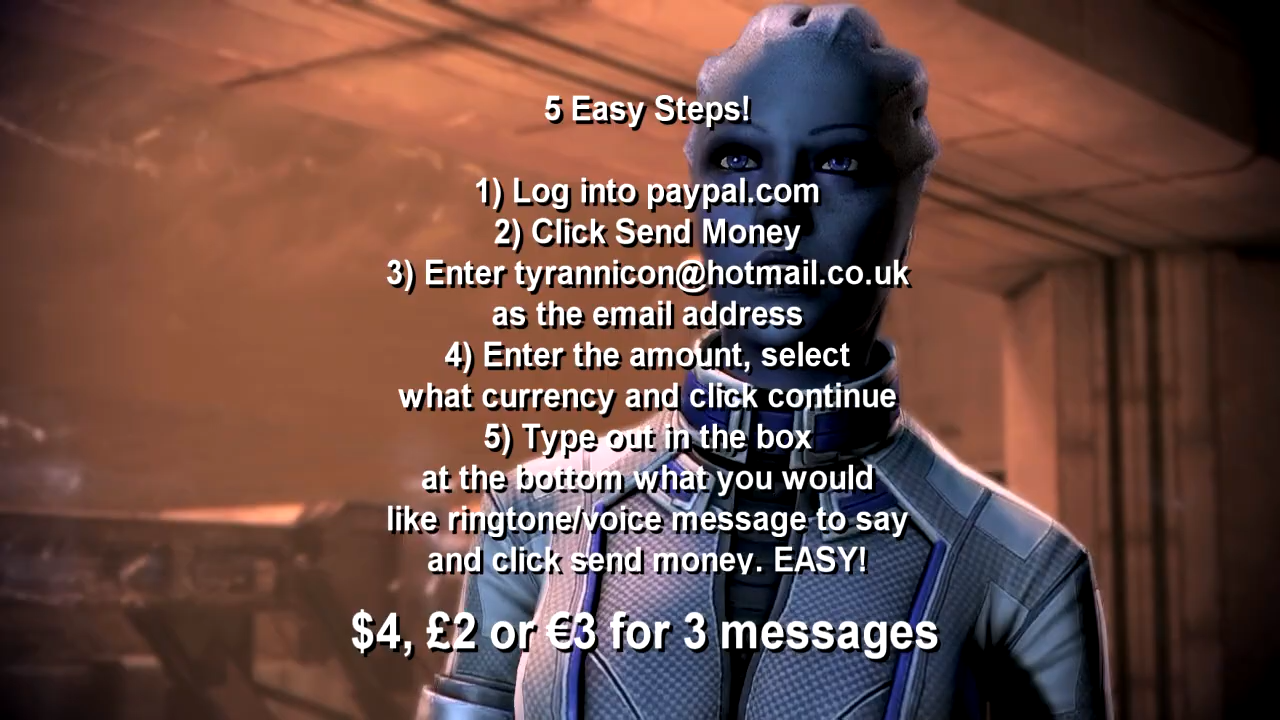 5 Easy Steps!
1) Log into paypal.com
2) Click Send Money
3) Enter tyrannicon@hotmail.co.uk
as the email address
4) Enter the amount, select
what currency and click continue
5) Type out in the box
at the bottom what you would
like ringtone/voice message to say
and click send money. EASY!
$4, £2 or €3 for 3 messages